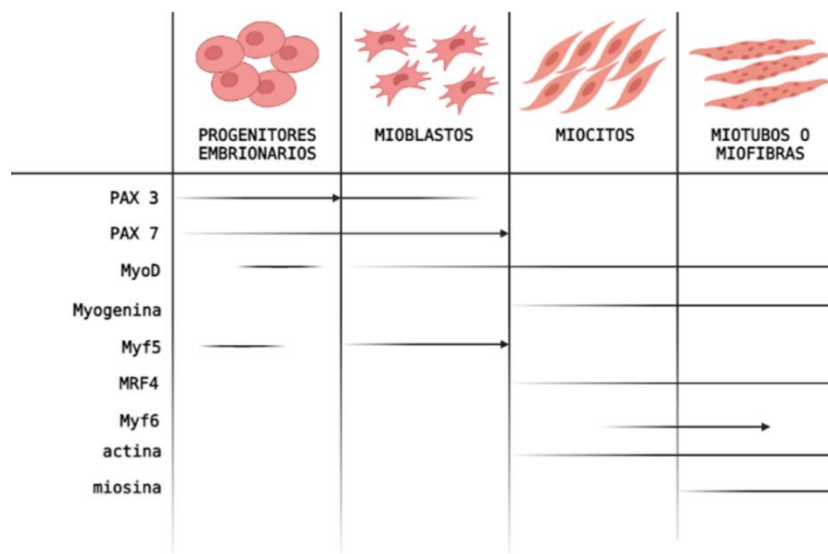 PROGENITORES
EMBRIONARIOS
MIOBLASTOS
MIOCITOS
MIOTUBOS O
MIOFIBRAS
PAX 3
PAX 7
MyoD
Myogenina
Myf5
MRF4
Myf6
actina
miosina